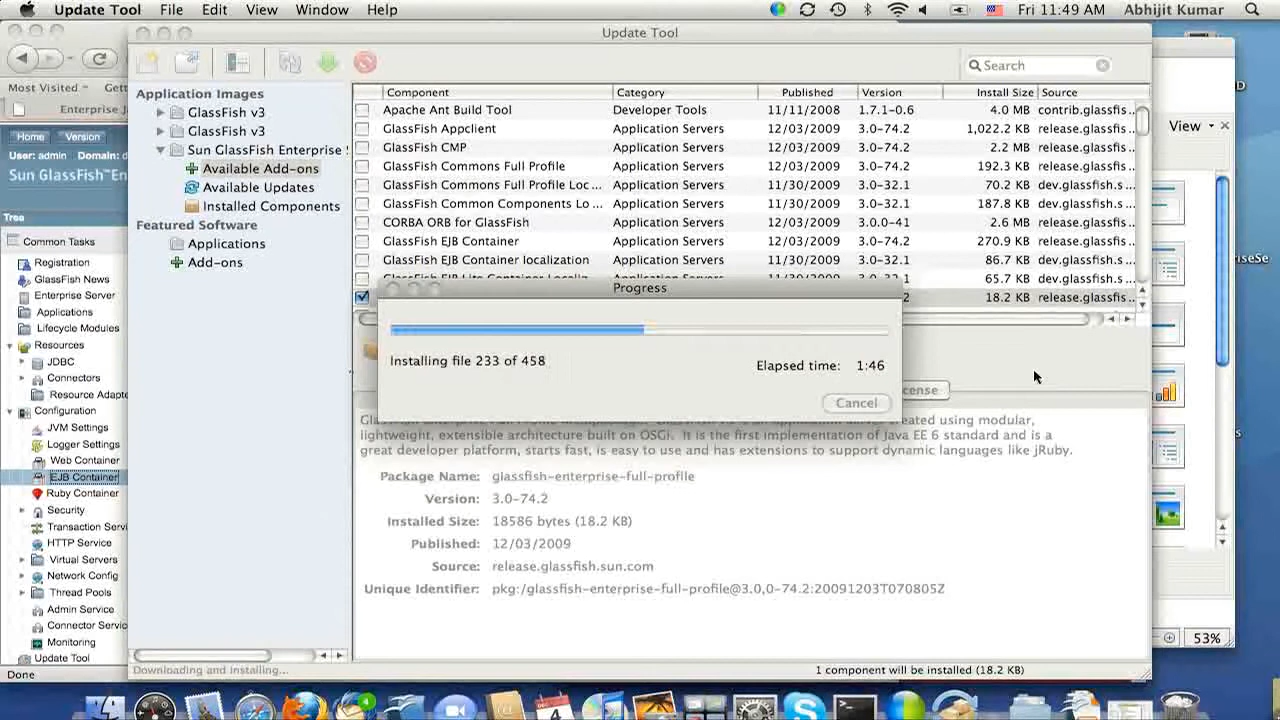 Update Tool File Edit View Window Help Fri 11:49 AM Abhijit Kumar
Update Tool
Search
Most Visited Gett
Enterprise J
Home Version
User: admin Domain: d
Sun GlassFish™ En
Tree
Common Tasks
Registration
GlassFish News
Enterprise Server
Applications
Lifecycle Modules
Resources
JDBC
Connectors
Resource Adapte
Configuration
JVM Settings
Logger Settings
Web Container
EJB Container
Ruby Container
Security
Transaction Servi
HTTP Service
Virtual Servers
Network Config
Thread Pools
Admin Service
Connector Servic
Monitoring
Update Tool
Done
Application Images
GlassFish v3
GlassFish v3
Sun GlassFish Enterprise
Available Add-ons
Available Updates
Installed Components
Featured Software
Applications
Add-ons
Downloading and installing...
Component Category Published Version Install Size Source
Apache Ant Build Tool Developer Tools 11/11/2008 1.7.1-0.6 4.0 MB contrib.glassfis...
GlassFish Appclient Application Servers 12/03/2009 3.0-74.2 1,022.2 KB release.glassfis...
GlassFish CMP Application Servers 12/03/2009 3.0-74.2 2.2 MB release.glassfis...
GlassFish Commons Full Profile Application Servers 12/03/2009 3.0-74.2 192.3 KB release.glassfis...
GlassFish Commons Full Profile Loc ... Application Servers 11/30/2009 3.0-32.1 70.2 KB dev.glassfish.s ...
GlassFish Common Components Lo ... Application Servers 11/30/2009 3.0-32.1 187.8 KB dev.glassfish.s ...
CORBA ORB for GlassFish Application Servers 12/03/2009 3.0.0-41 2.6 MB release.glassfis...
GlassFish EJB Container Application Servers 12/03/2009 3.0-74.2 270.9 KB release.glassfis...
GlassFish EJB Container localization Application Servers 11/30/2009 3.0-32.1 86.7 KB dev.glassfish.s ...
65.7 KB dev.glassfish.s ...
2 18.2 KB release.glassfis...
Progress
Installing file 233 of 458
Elapsed time: 1:46
Cancel
cense
eated using modular,
lightweight, extensible architecture built on OSGi. It is the first implementation of Java EE 6 standard and is a
great developer platform, starts fast, is easy to use and has extensions to support dynamic languages like jRuby.
Package Name: glassfish-enterprise-full-profile
Version: 3.0-74.2
Installed Size: 18586 bytes (18.2 KB)
Published: 12/03/2009
Source: release.glassfish.sun.com
Unique Identifier: pkg:/glassfish-enterprise-full-profile@3.0,0-74.2:20091203T070805Z
1 component will be installed (18.2 KB)
View
53%